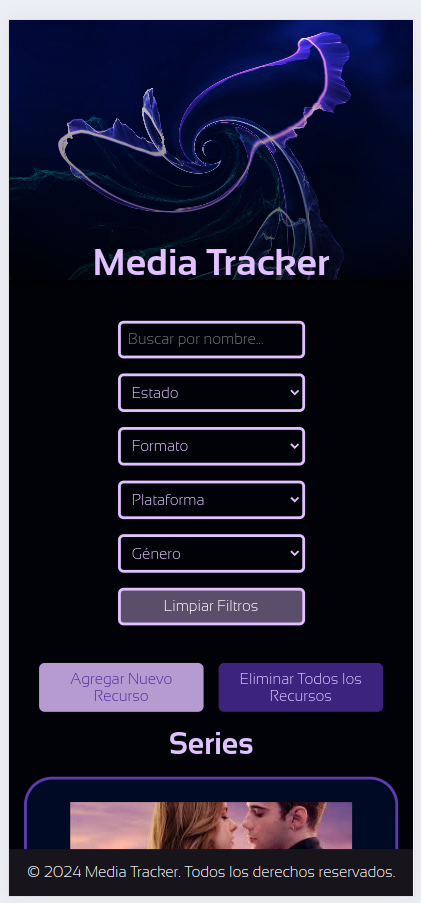 Media Tracker
Buscar por nombre...
Estado
Formato
Plataforma
Género
Limpiar Filtros
Agregar Nuevo
Recurso
Eliminar Todos los
Recursos
Series
© 2024 Media Tracker. Todos los derechos reservados.